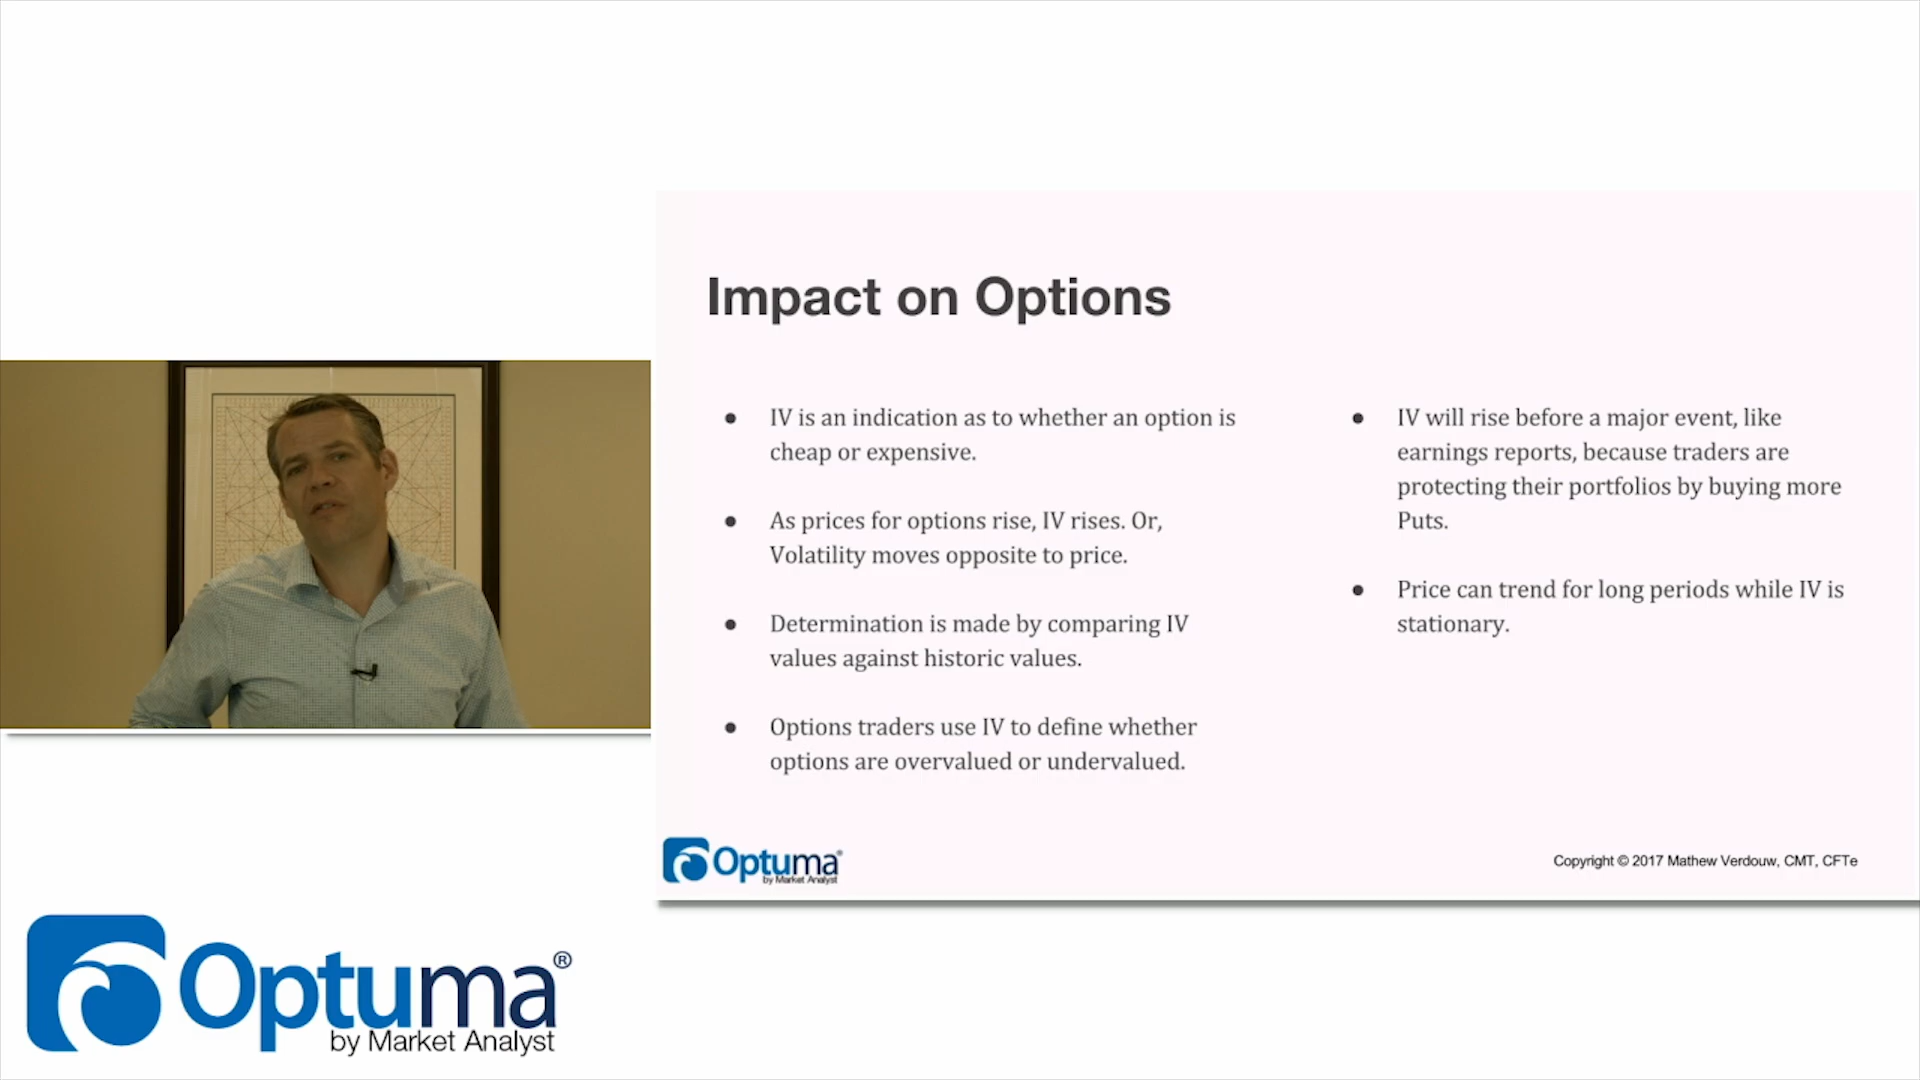 Impact on Options
● IV is an indication as to whether an option is
cheap or expensive.
● As prices for options rise, IV rises. Or,
Volatility moves opposite to price.
● Determination is made by comparing IV
values against historic values.
● Options traders use IV to define whether
options are overvalued or undervalued.
● IV will rise before a major event, like
earnings reports, because traders are
protecting their portfolios by buying more
Puts.
● Price can trend for long periods while IV is
stationary.
Optuma®
by Market Analyst
Copyright © 2017 Mathew Verdouw, CMT, CFTe
Optuma®
by Market Analyst